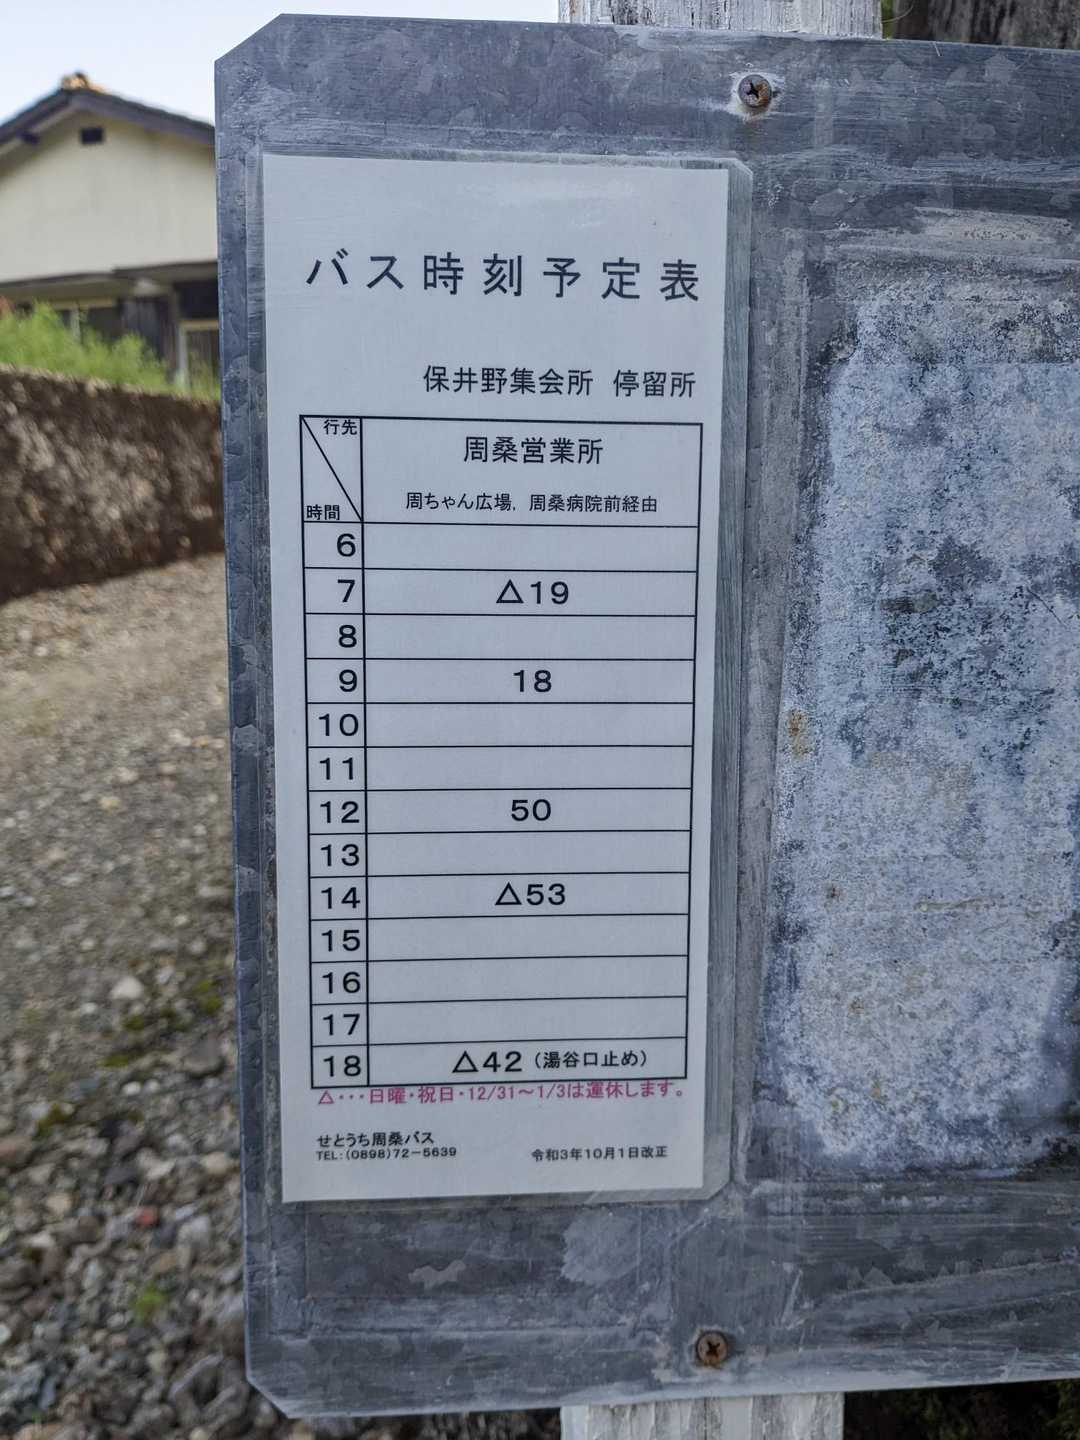 バス時刻予定表
保井野集会所 停留所
行先
時間
周桑営業所
周ちゃん広場，周桑病院前経由
6
7 △19
8
9 18
10
11
12 50
13
14 △53
15
16
17
18 △42（湯谷口止め）
△・・・日曜・祝日・12/31～1/3は運休します。
せとうち周桑バス
TEL:(0898)72-5639
令和3年10月1日改正